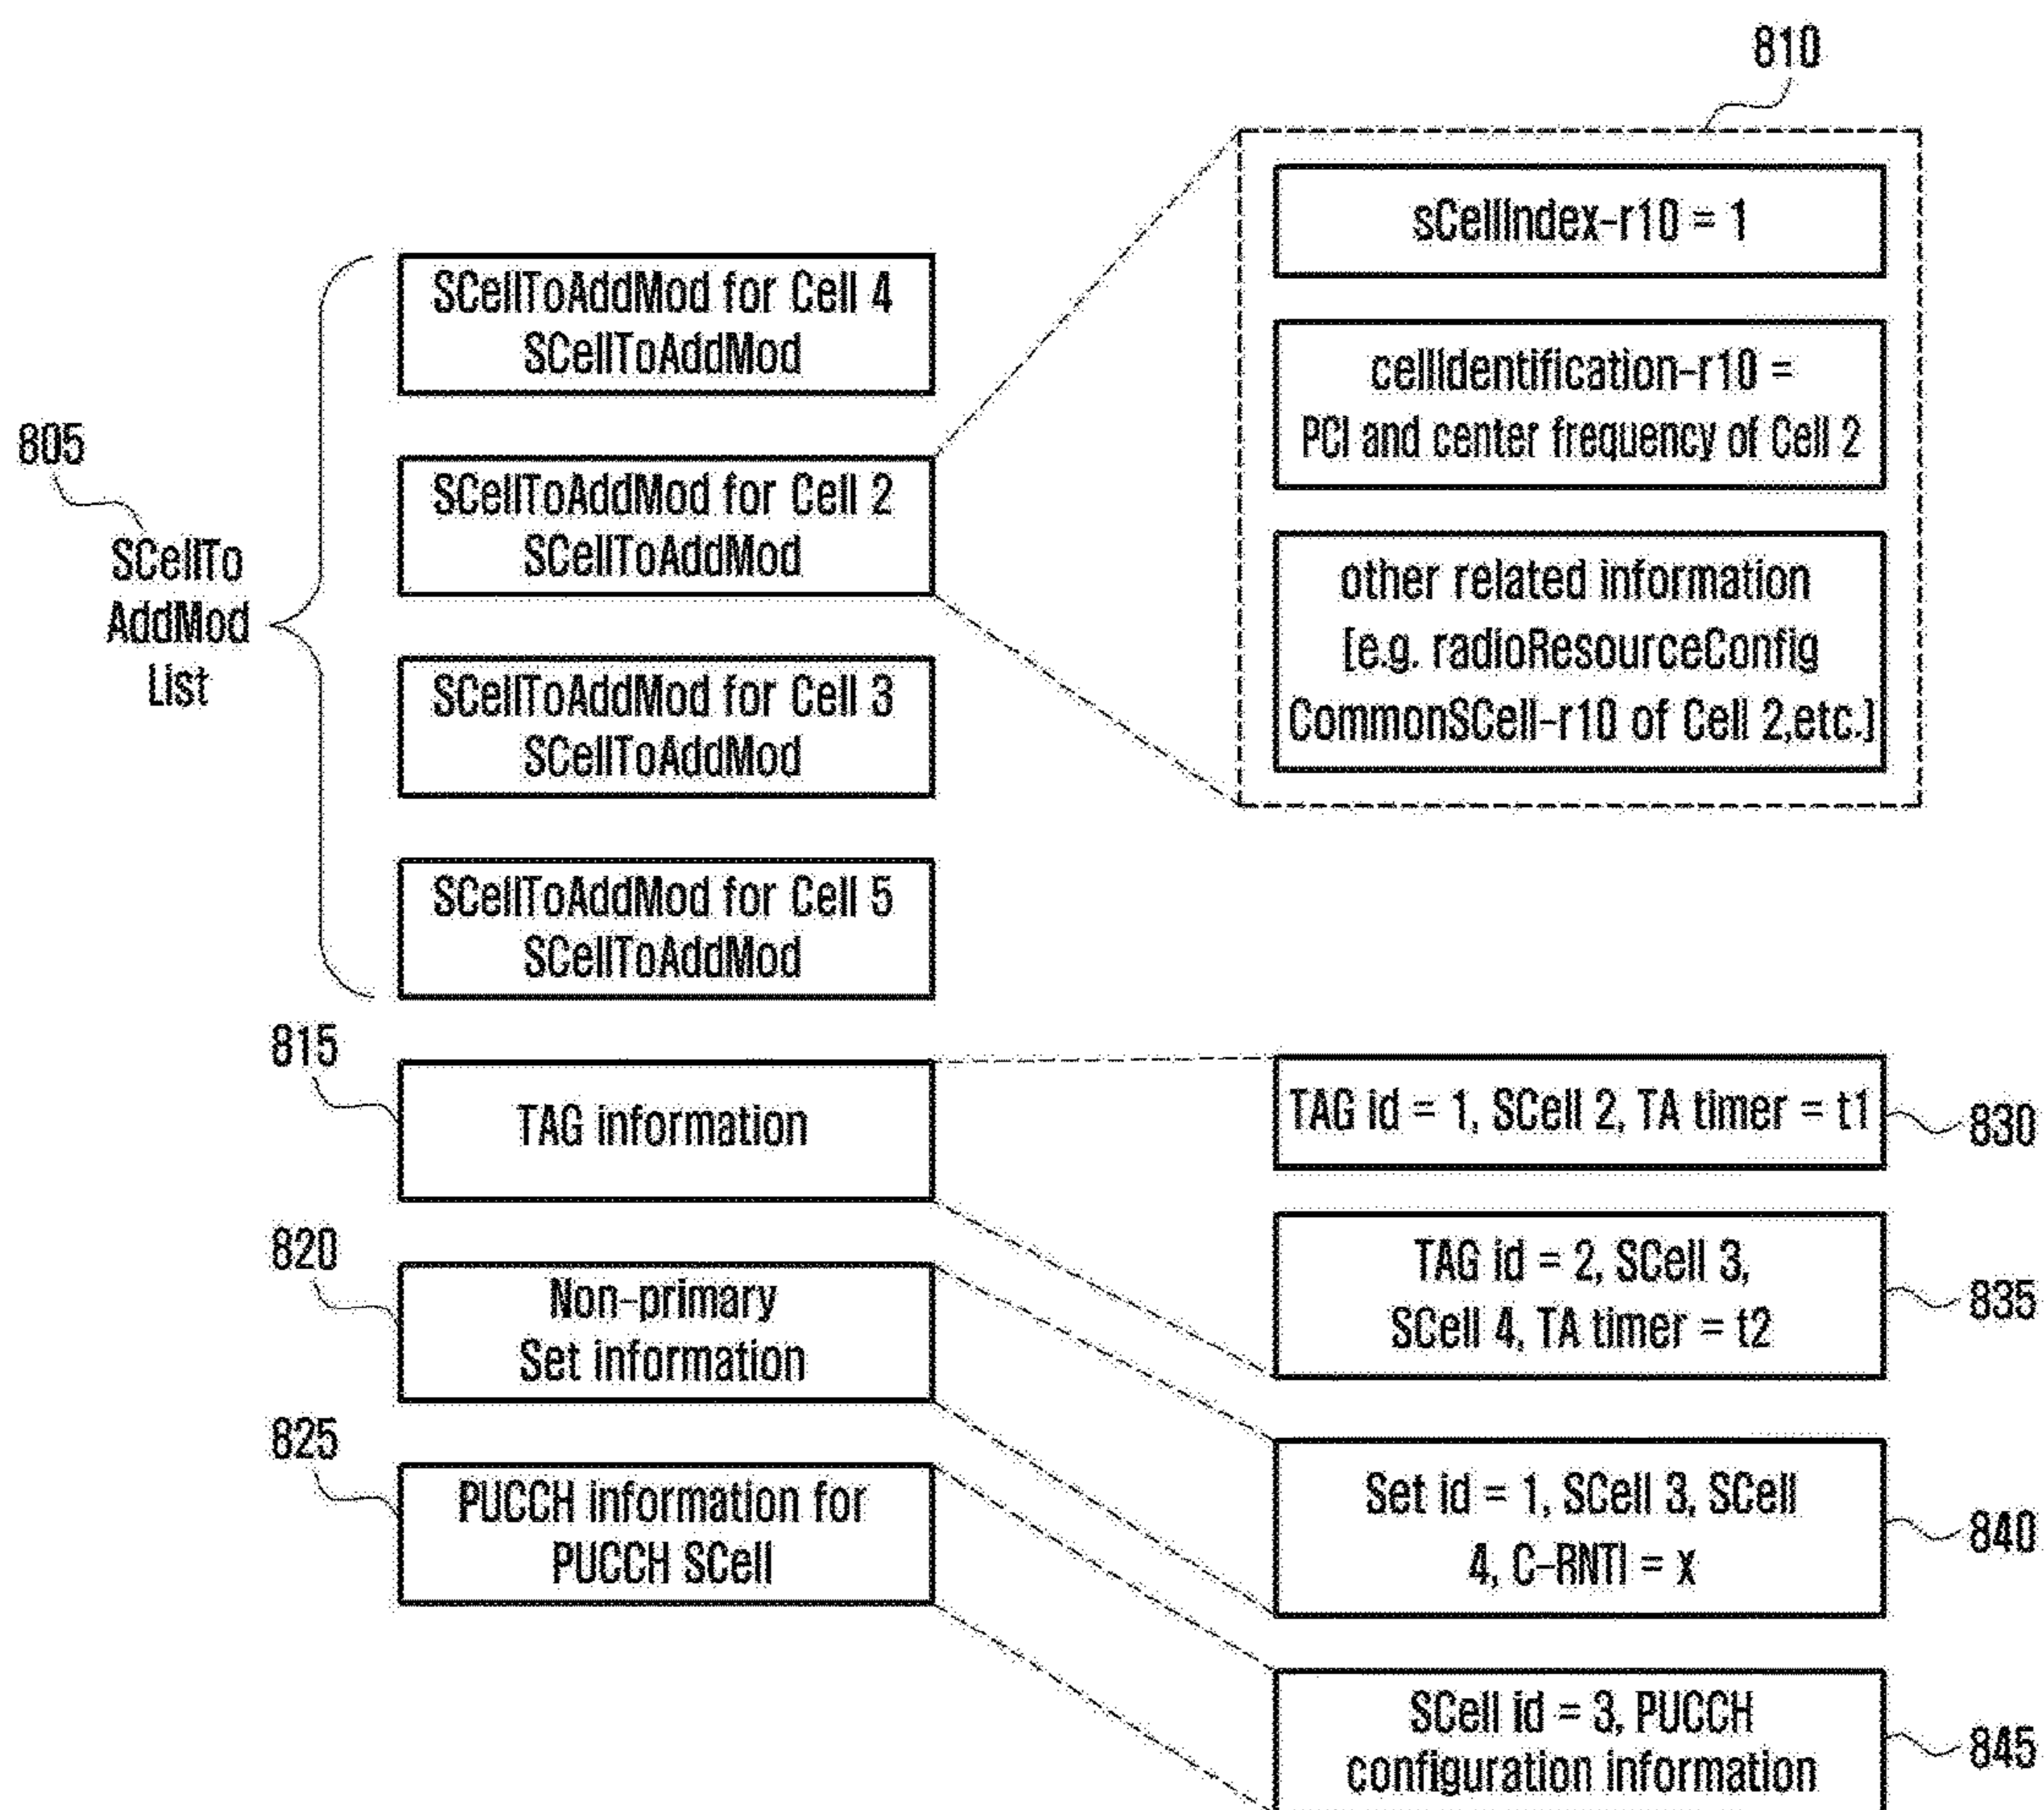 810
sCellIndex-r10 = 1
cellIdentification-r10 =
PCI and center frequency of Cell 2
other related information
[e.g. radioResourceConfig
CommonSCell-r10 of Cell 2,etc.]
805
SCellTo
AddMod
List
SCellToAddMod for Cell 4
SCellToAddMod
SCellToAddMod for Cell 2
SCellToAddMod
SCellToAddMod for Cell 3
SCellToAddMod
SCellToAddMod for Cell 5
SCellToAddMod
815
TAG information
TAG id = 1, SCell 2, TA timer = t1
830
TAG id = 2, SCell 3,
SCell 4, TA timer = t2
835
820
Non-primary
Set information
Set id = 1, SCell 3, SCell
4, C-RNTI = x
840
825
PUCCH information for
PUCCH SCell
SCell id = 3, PUCCH
configuration information
845